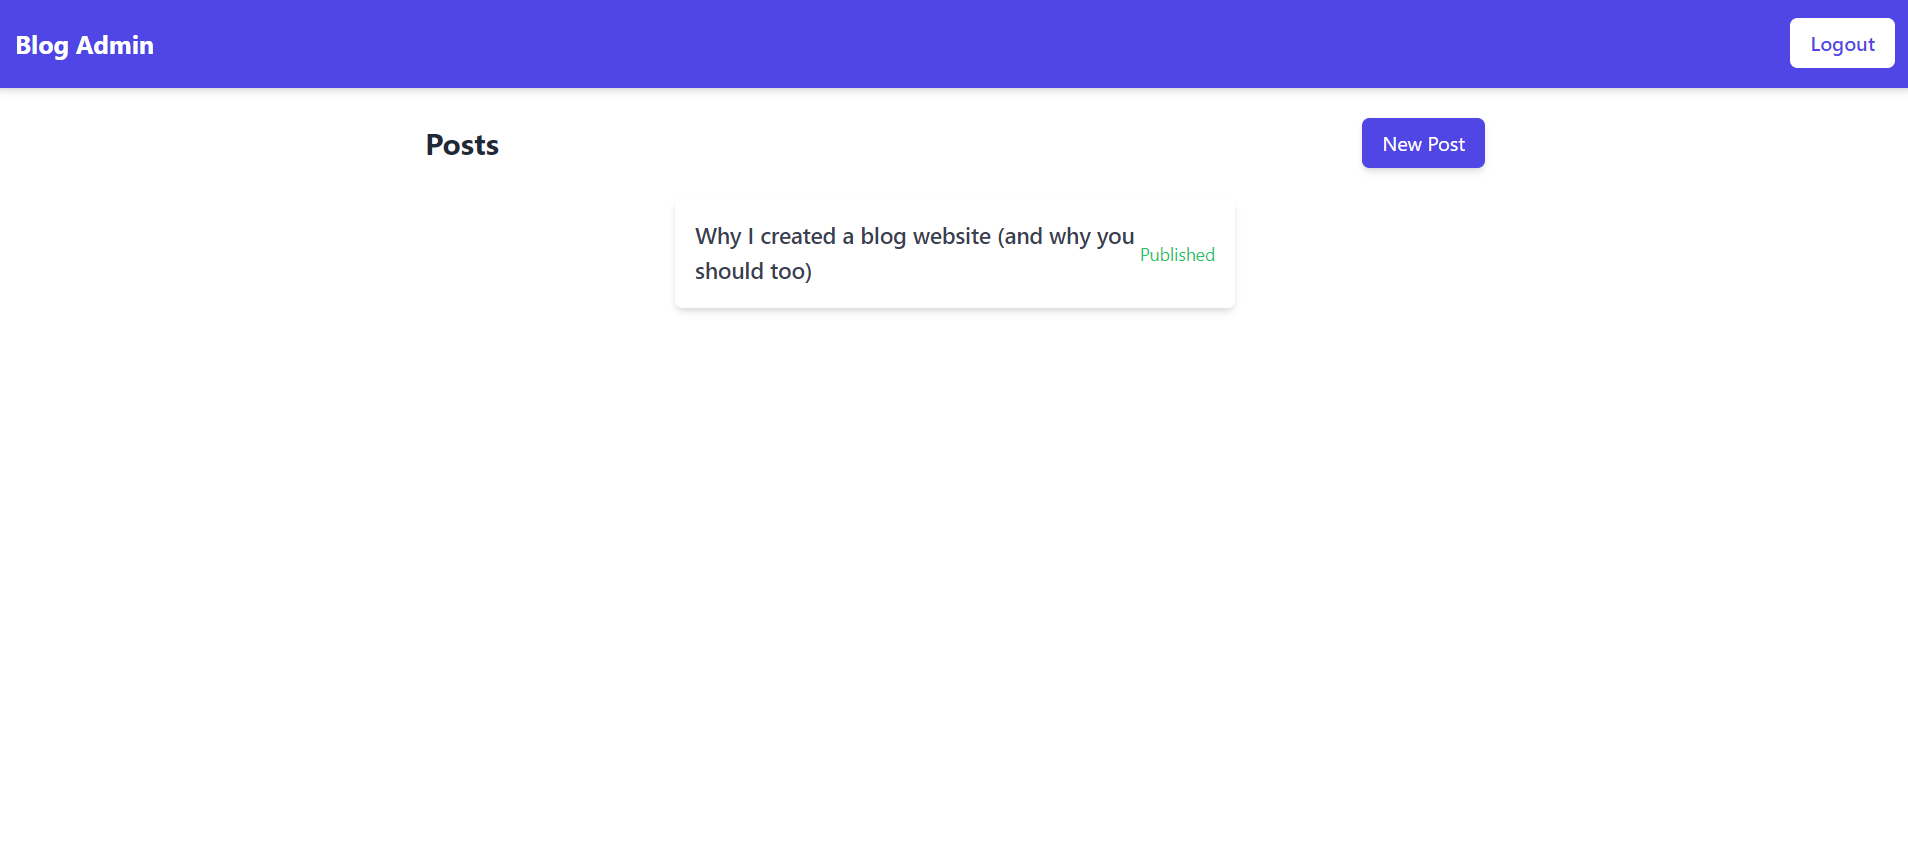 Blog Admin
Logout
Posts
New Post
Why I created a blog website (and why you
should too)
Published